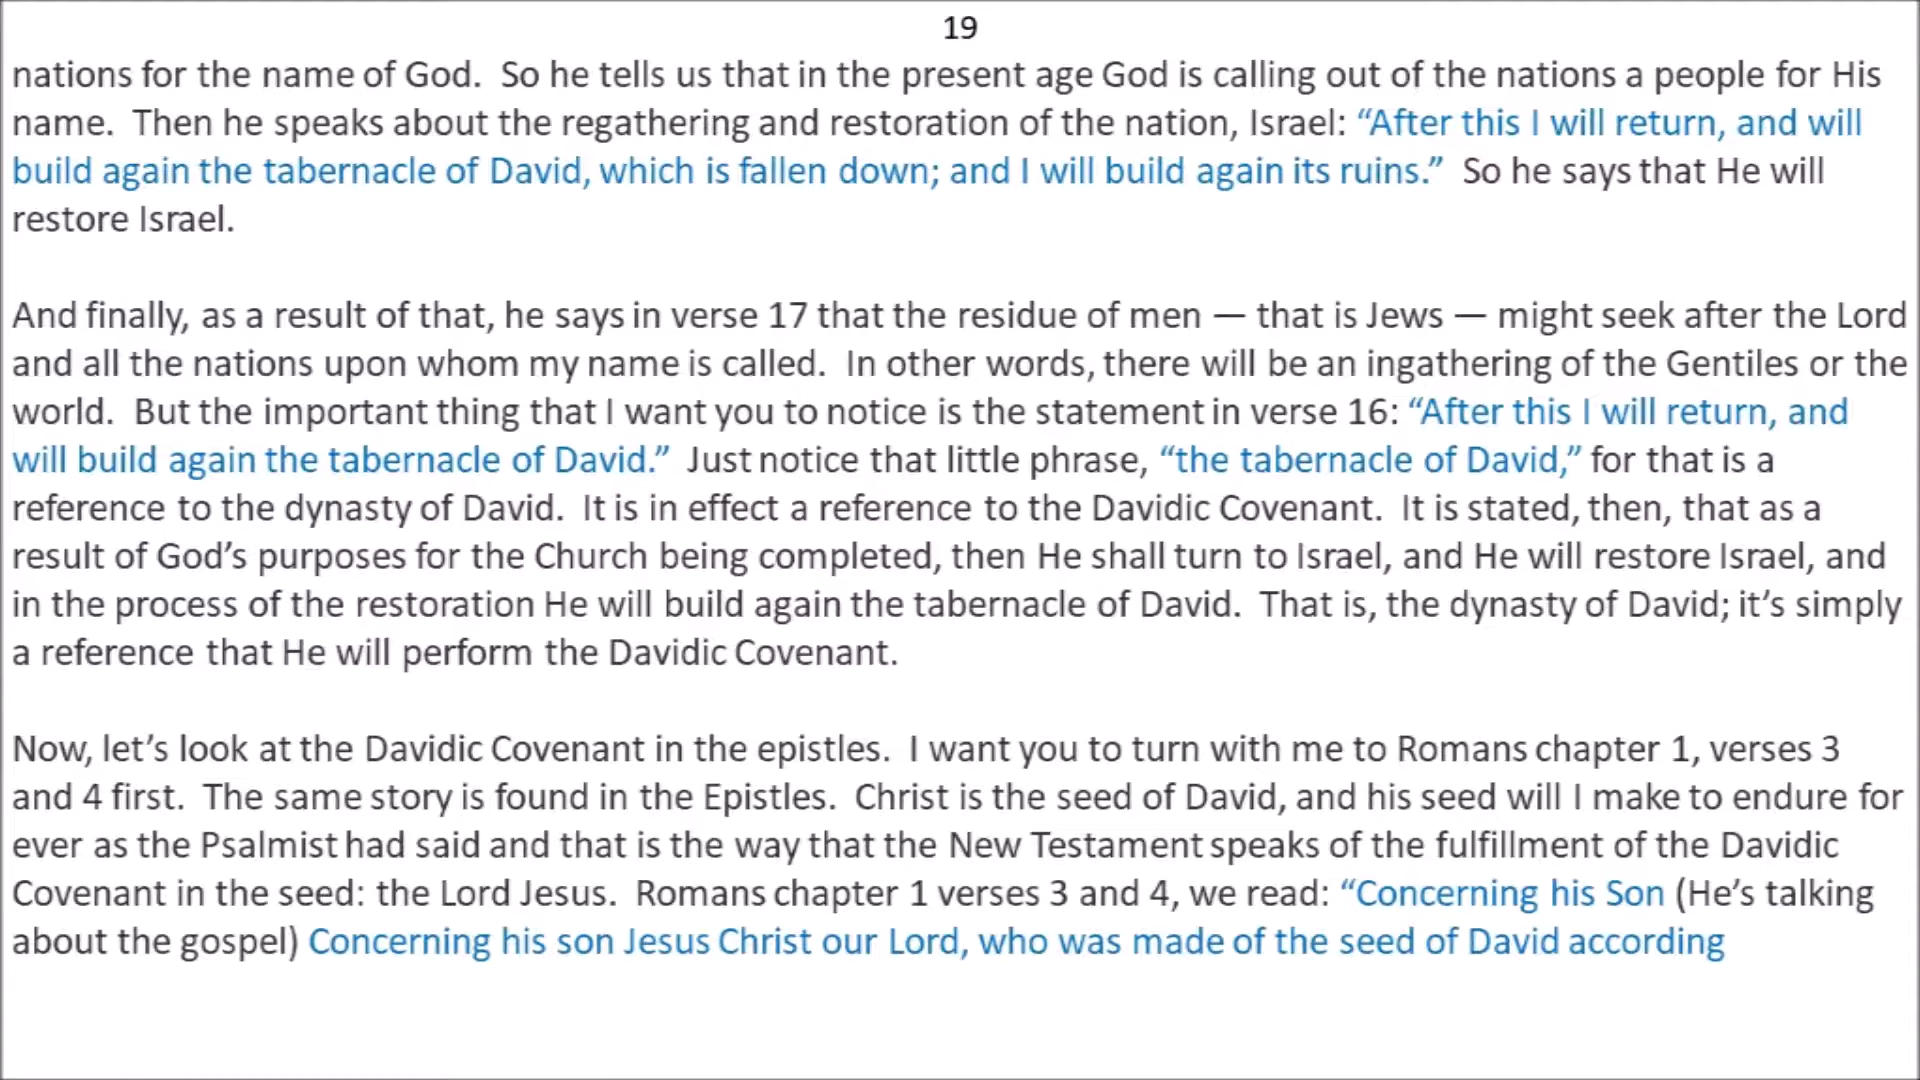 19
nations for the name of God.  So he tells us that in the present age God is calling out of the nations a people for His
name.  Then he speaks about the regathering and restoration of the nation, Israel: “After this I will return, and will
build again the tabernacle of David, which is fallen down; and I will build again its ruins.”  So he says that He will
restore Israel.
And finally, as a result of that, he says in verse 17 that the residue of men — that is Jews — might seek after the Lord
and all the nations upon whom my name is called.  In other words, there will be an ingathering of the Gentiles or the
world.  But the important thing that I want you to notice is the statement in verse 16: “After this I will return, and
will build again the tabernacle of David.”  Just notice that little phrase, “the tabernacle of David,” for that is a
reference to the dynasty of David.  It is in effect a reference to the Davidic Covenant.  It is stated, then, that as a
result of God’s purposes for the Church being completed, then He shall turn to Israel, and He will restore Israel, and
in the process of the restoration He will build again the tabernacle of David.  That is, the dynasty of David; it’s simply
a reference that He will perform the Davidic Covenant.
Now, let’s look at the Davidic Covenant in the epistles.  I want you to turn with me to Romans chapter 1, verses 3
and 4 first.  The same story is found in the Epistles.  Christ is the seed of David, and his seed will I make to endure for
ever as the Psalmist had said and that is the way that the New Testament speaks of the fulfillment of the Davidic
Covenant in the seed: the Lord Jesus.  Romans chapter 1 verses 3 and 4, we read: “Concerning his Son (He’s talking
about the gospel) Concerning his son Jesus Christ our Lord, who was made of the seed of David according